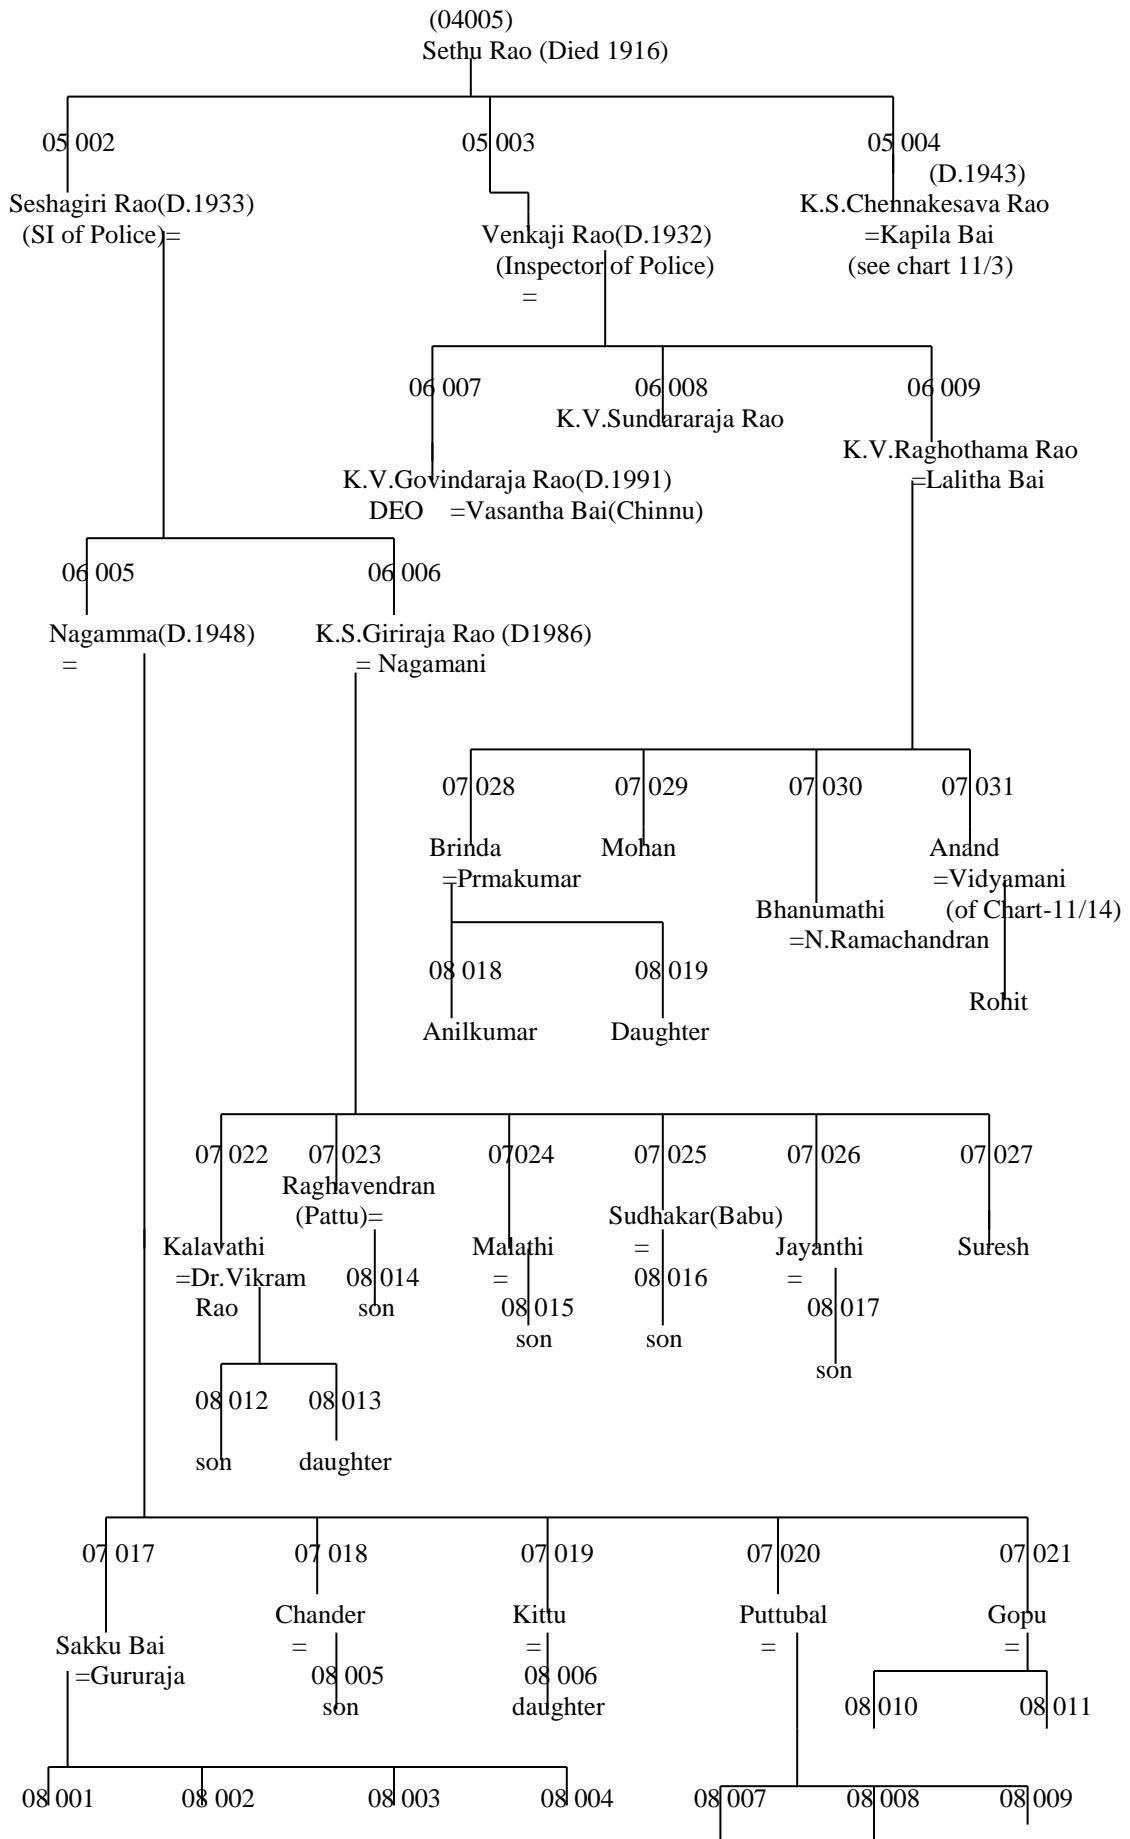 (04005)
Sethu Rao (Died 1916)
05 002 05 003 05 004
(D.1943)
Seshagiri Rao(D.1933) K.S.Chennakesava Rao
(SI of Police)= Venkaji Rao(D.1932) =Kapila Bai
(Inspector of Police) (see chart 11/3)
=
06 007 06 008 06 009
K.V.Sundararaja Rao
K.V.Raghothama Rao
K.V.Govindaraja Rao(D.1991) =Lalitha Bai
DEO =Vasantha Bai(Chinnu)
06 005 06 006
Nagamma(D.1948) K.S.Giriraja Rao (D1986)
= = Nagamani
07 028 07 029 07 030 07 031
Brinda Mohan Anand
=Prmakumar =Vidyamani
Bhanumathi (of Chart-11/14)
=N.Ramachandran
08 018 08 019
Rohit
Anilkumar Daughter
07 022 07 023 07024 07 025 07 026 07 027
Raghavendran
(Pattu)= Sudhakar(Babu)
Kalavathi Malathi = Jayanthi Suresh
=Dr.Vikram 08 014 = 08 016 =
Rao son 08 015 08 017
son son
son
08 012 08 013
son daughter
07 017 07 018 07 019 07 020 07 021
Chander Kittu Puttubal Gopu
Sakku Bai = = = =
=Gururaja 08 005 08 006
son daughter 08 010 08 011
08 001 08 002 08 003 08 004 08 007 08 008 08 009